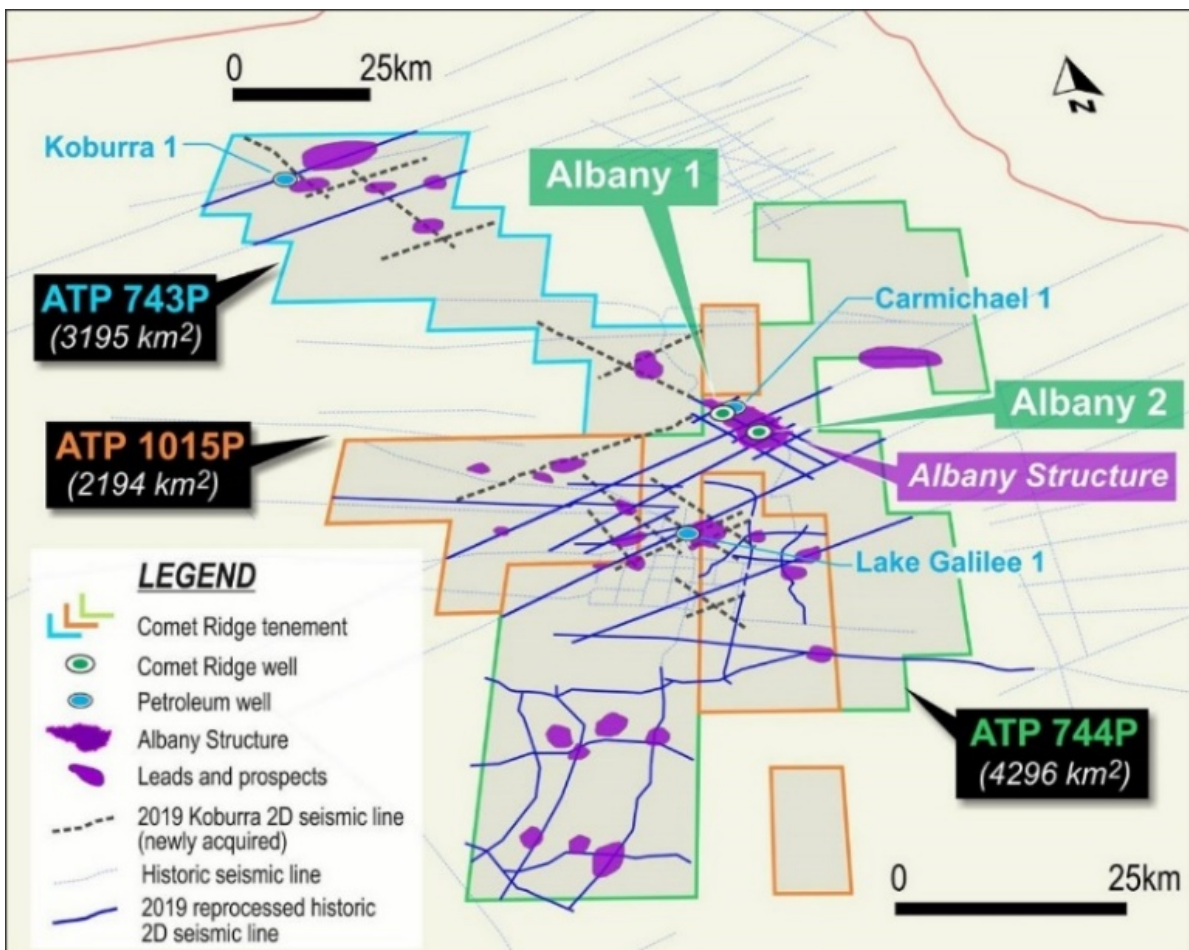 0 25km
Z
Koburra 1
Albany 1
ATP 743P
(3195 km²)
Carmichael 1
Albany 2
ATP 1015P
(2194 km²)
Albany Structure
Lake Galilee 1
LEGEND
Comet Ridge tenement
Comet Ridge well
Petroleum well
Albany Structure
Leads and prospects
2019 Koburra 2D seismic line
(newly acquired)
Historic seismic line
2019 reprocessed historic
2D seismic line
ATP 744P
(4296 km²)
0 25km